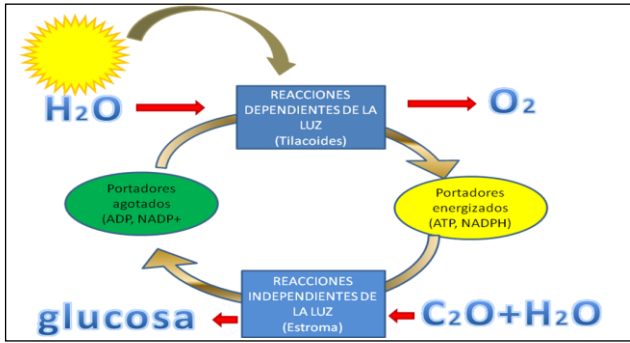 H2O
REACCIONES
DEPENDIENTES DE LA
LUZ
(Tilacoides)
O2
Portadores
agotados
(ADP, NADP+
Portadores
energizados
(ATP, NADPH)
REACCIONES
INDEPENDIENTES DE
LA LUZ
(Estroma)
glucosa
C2O+H2O